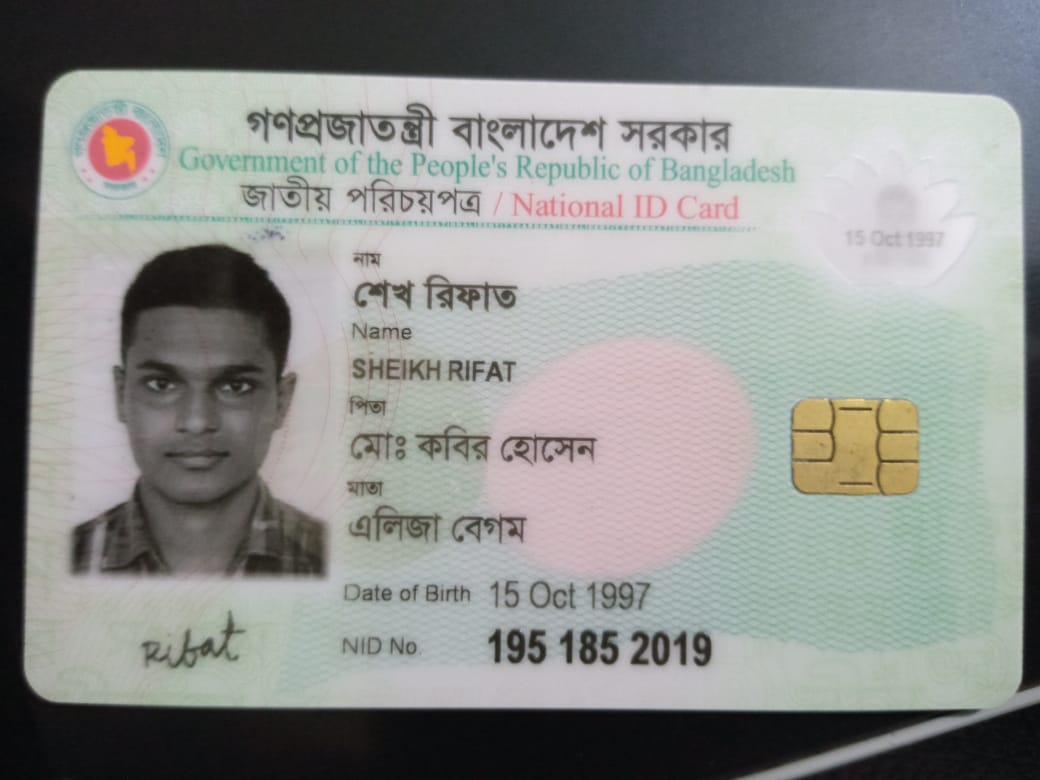 গণপ্রজাতন্ত্রী বাংলাদেশ সরকার
Government of the People's Republic of Bangladesh
জাতীয় পরিচয়পত্র / National ID Card
15 Oct 1997
নাম
শেখ রিফাত
Name
SHEIKH RIFAT
পিতা
মোঃ কবির হোসেন
মাতা
এলিজা বেগম
Date of Birth 15 Oct 1997
Rifat
NID No. 195 185 2019